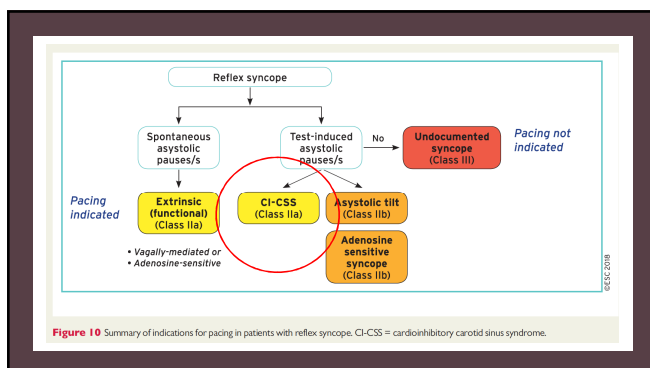 Reflex syncope
Spontaneous
asystolic
pauses/s
Test-induced
asystolic
pauses/s
No
Undocumented
syncope
(Class III)
Pacing not
indicated
Pacing
indicated
Extrinsic
(functional)
(Class IIa)
CI-CSS
(Class IIa)
Asystolic tilt
(Class IIb)
• Vagally-mediated or
• Adenosine-sensitive
Adenosine
sensitive
syncope
(Class IIb)
©ESC 2018
Figure 10 Summary of indications for pacing in patients with reflex syncope. CI-CSS = cardioinhibitory carotid sinus syndrome.